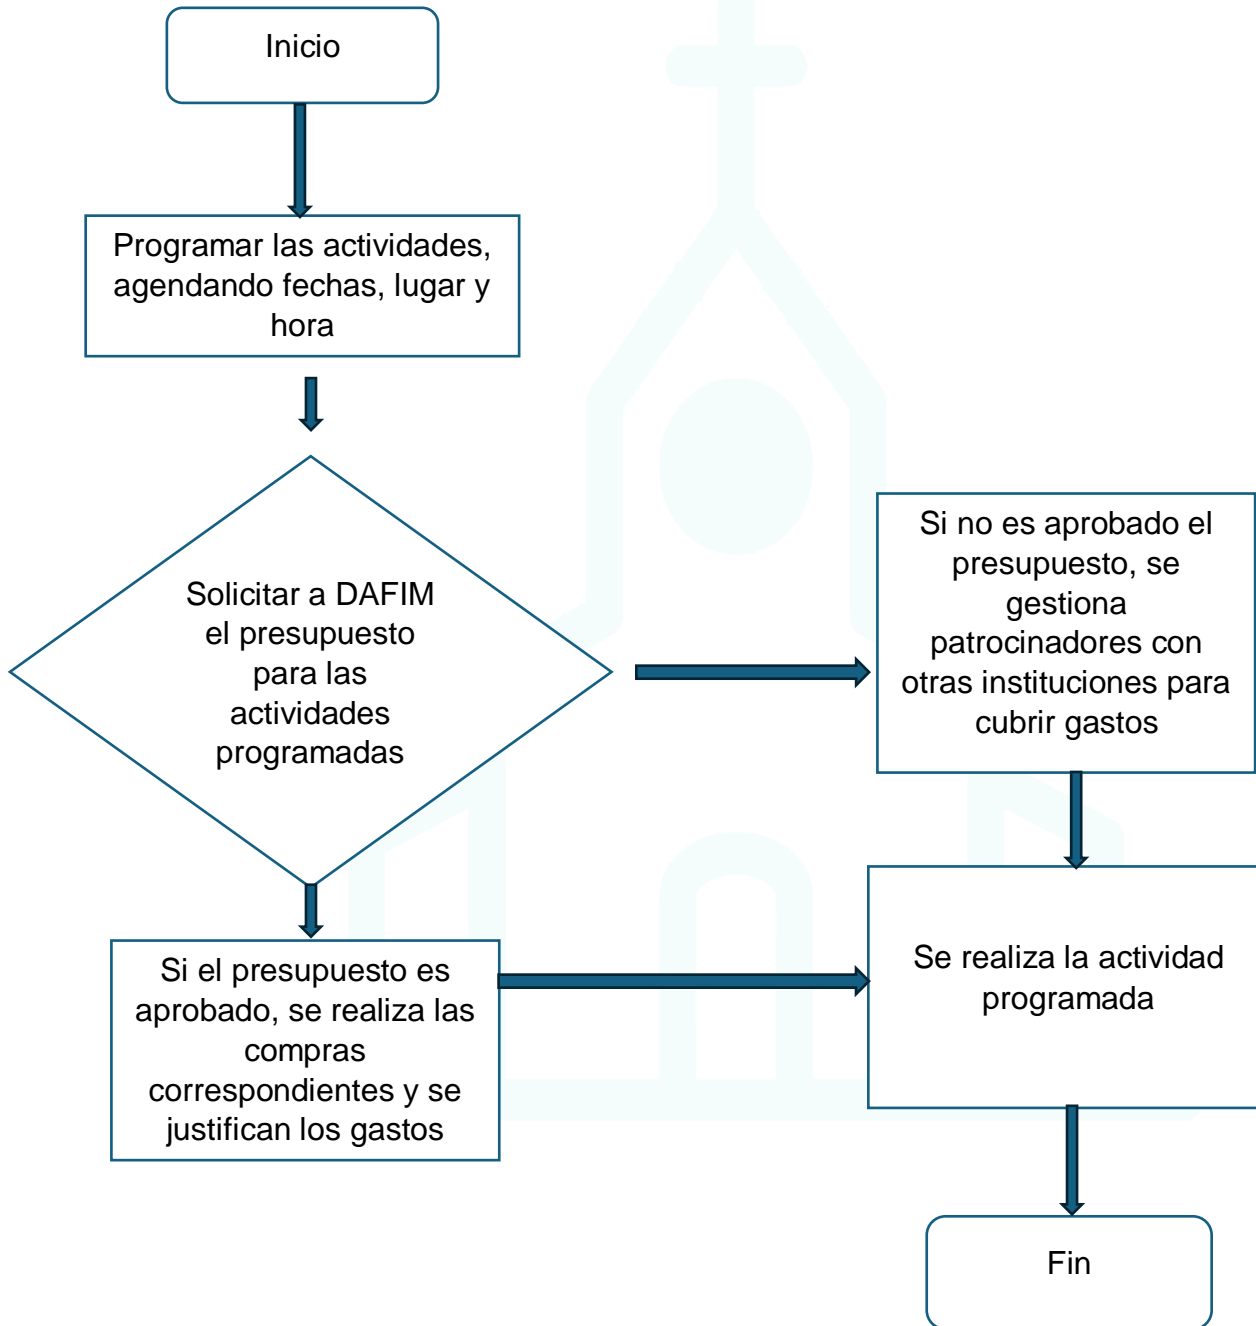 Inicio
Programar las actividades,
agendando fechas, lugar y
hora
Solicitar a DAFIM
el presupuesto
para las
actividades
programadas
Si no es aprobado el
presupuesto, se
gestiona
patrocinadores con
otras instituciones para
cubrir gastos
Si el presupuesto es
aprobado, se realiza las
compras
correspondientes y se
justifican los gastos
Se realiza la actividad
programada
Fin